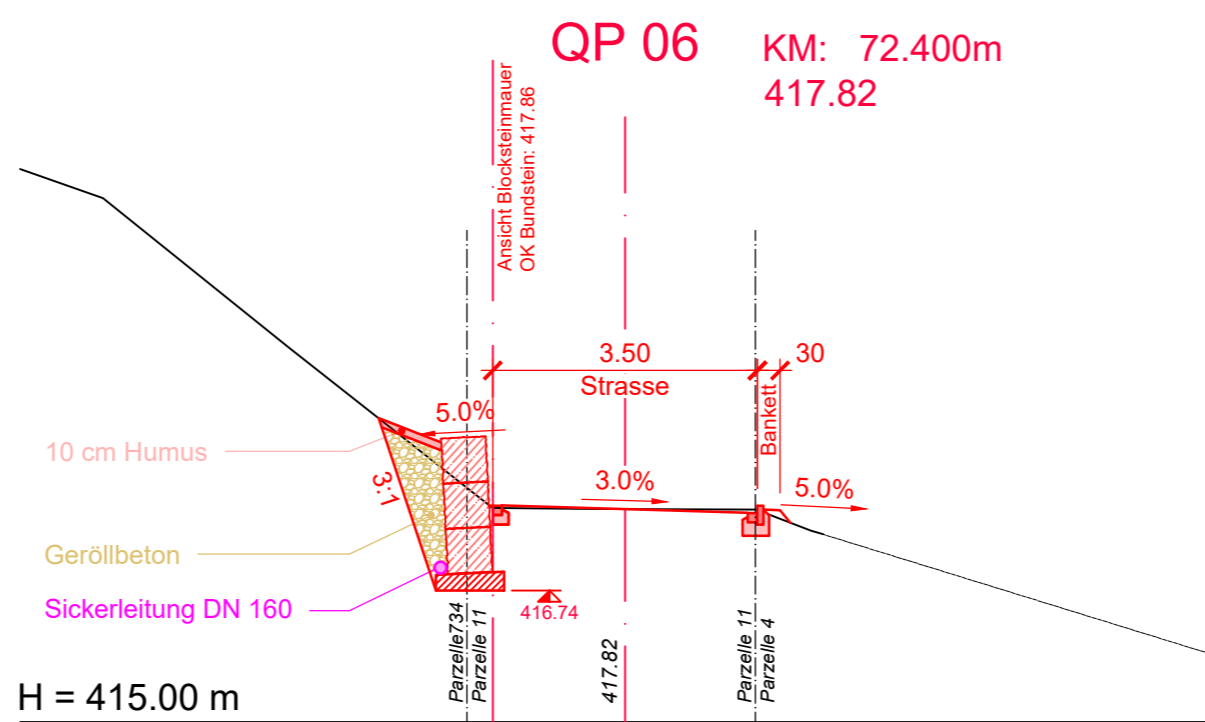 QP 06
KM: 72.400m
417.82
Ansicht Blocksteinmauer
OK Bundstein: 417.86
3.50
30
Strasse
Bankett
5.0%
10 cm Humus
3:1
3.0%
5.0%
Geröllbeton
Sickerleitung DN 160
416.74
Parzelle734
Parzelle 11
417.82
Parzelle 11
Parzelle 4
H = 415.00 m